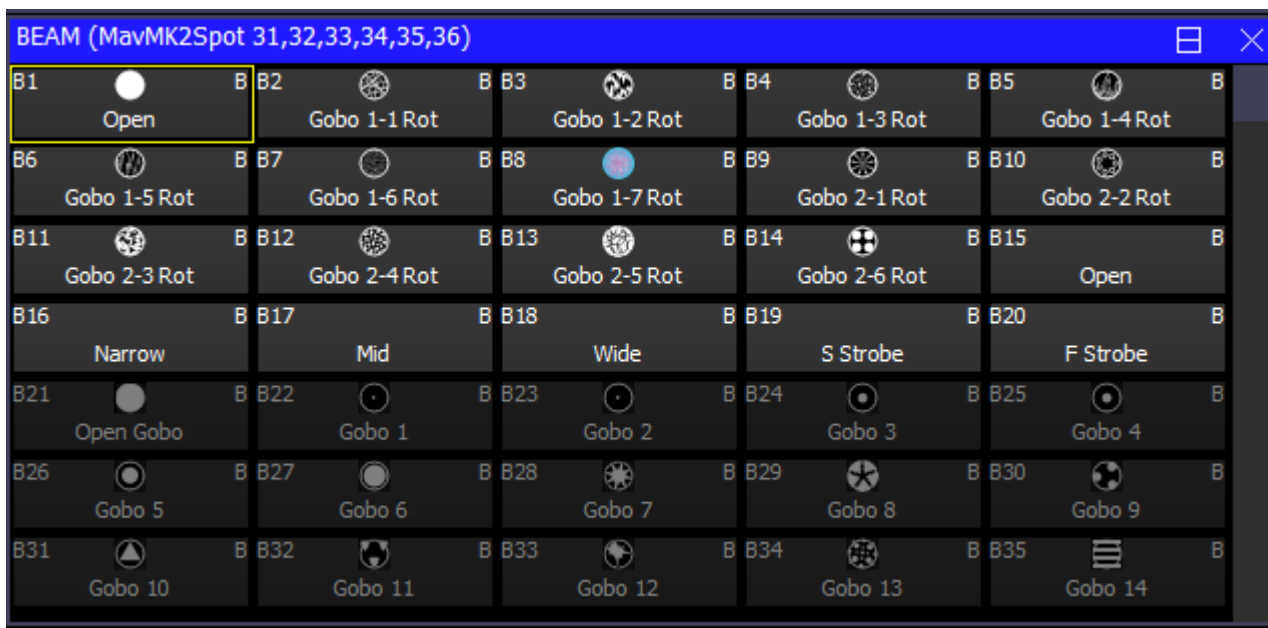 BEAM (MavMK2Spot 31,32,33,34,35,36)
B1 B B2 B B3 B B4 B B5 B
Open Gobo 1-1 Rot Gobo 1-2 Rot Gobo 1-3 Rot Gobo 1-4 Rot
B6 B B7 B B8 B B9 B B10 B
Gobo 1-5 Rot Gobo 1-6 Rot Gobo 1-7 Rot Gobo 2-1 Rot Gobo 2-2 Rot
B11 B B12 B B13 B B14 B B15 B
Gobo 2-3 Rot Gobo 2-4 Rot Gobo 2-5 Rot Gobo 2-6 Rot Open
B16 B B17 B B18 B B19 B B20 B
Narrow Mid Wide S Strobe F Strobe
B21 B B22 B B23 B B24 B B25 B
Open Gobo Gobo 1 Gobo 2 Gobo 3 Gobo 4
B26 B B27 B B28 B B29 B B30 B
Gobo 5 Gobo 6 Gobo 7 Gobo 8 Gobo 9
B31 B B32 B B33 B B34 B B35 B
Gobo 10 Gobo 11 Gobo 12 Gobo 13 Gobo 14